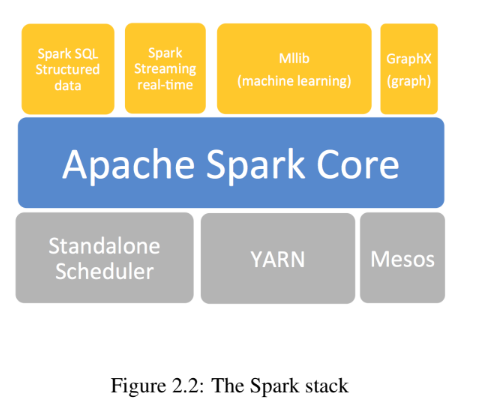 Spark SQL
Structured
data
Spark
Streaming
real-time
Mllib
(machine learning)
GraphX
(graph)
Apache Spark Core
Standalone
Scheduler
YARN
Mesos
Figure 2.2: The Spark stack